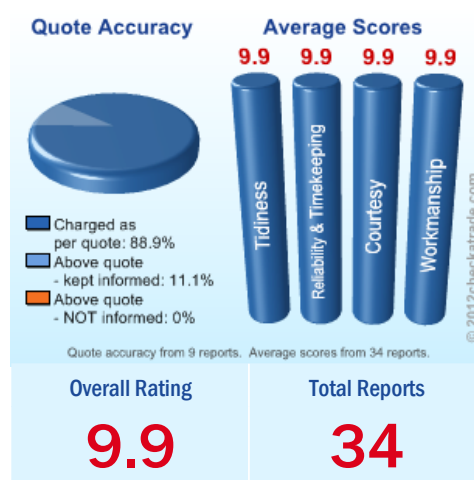 Quote Accuracy
Average Scores
9.9 9.9 9.9 9.9
Tidiness
Reliability & Timekeeping
Courtesy
Workmanship
Charged as
per quote: 88.9%
Above quote
- kept informed: 11.1%
Above quote
- NOT informed: 0%
© 2012checkatrade.com
Quote accuracy from 9 reports. Average scores from 34 reports.
Overall Rating
Total Reports
9.9
34